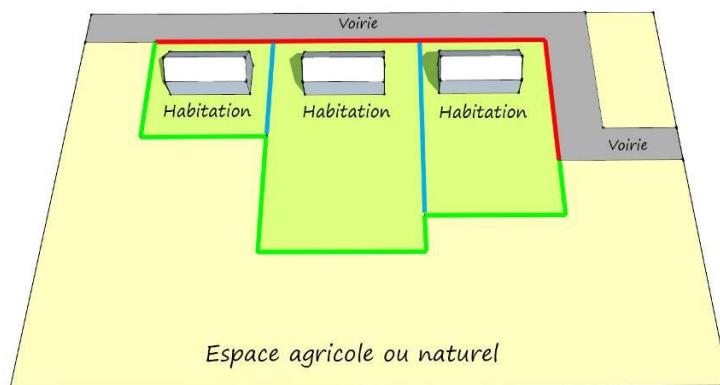 Voirie
Habitation
Habitation
Habitation
Voirie
Espace agricole ou naturel